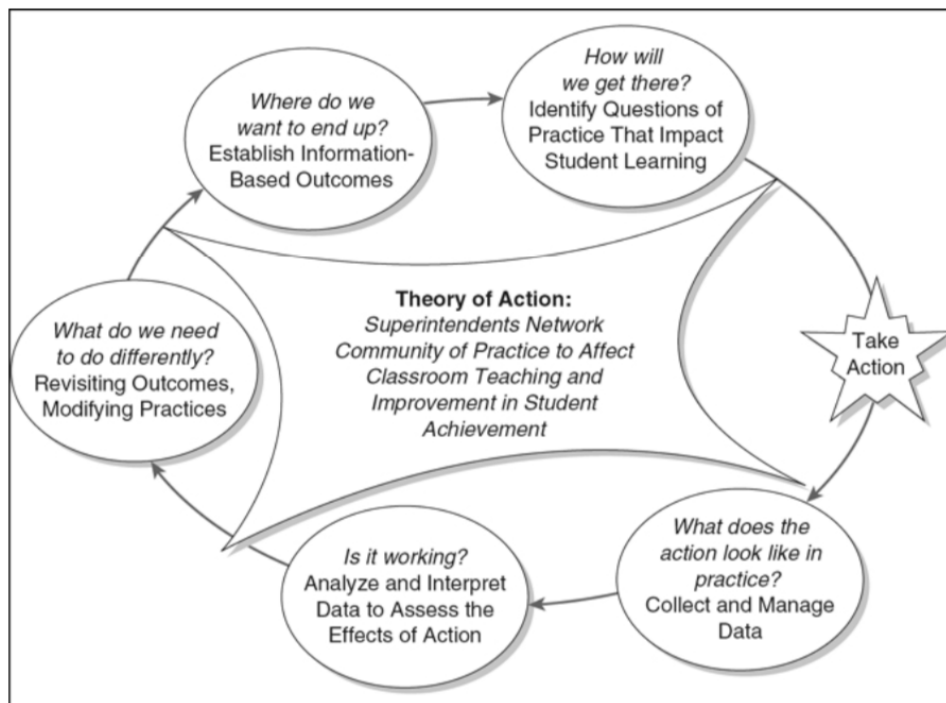 Where do we
want to end up?
Establish Information-
Based Outcomes
How will
we get there?
Identify Questions of
Practice That Impact
Student Learning
Take
Action
What does the
action look like in
practice?
Collect and Manage
Data
Is it working?
Analyze and Interpret
Data to Assess the
Effects of Action
What do we need
to do differently?
Revisiting Outcomes,
Modifying Practices
Theory of Action:
Superintendents Network
Community of Practice to Affect
Classroom Teaching and
Improvement in Student
Achievement